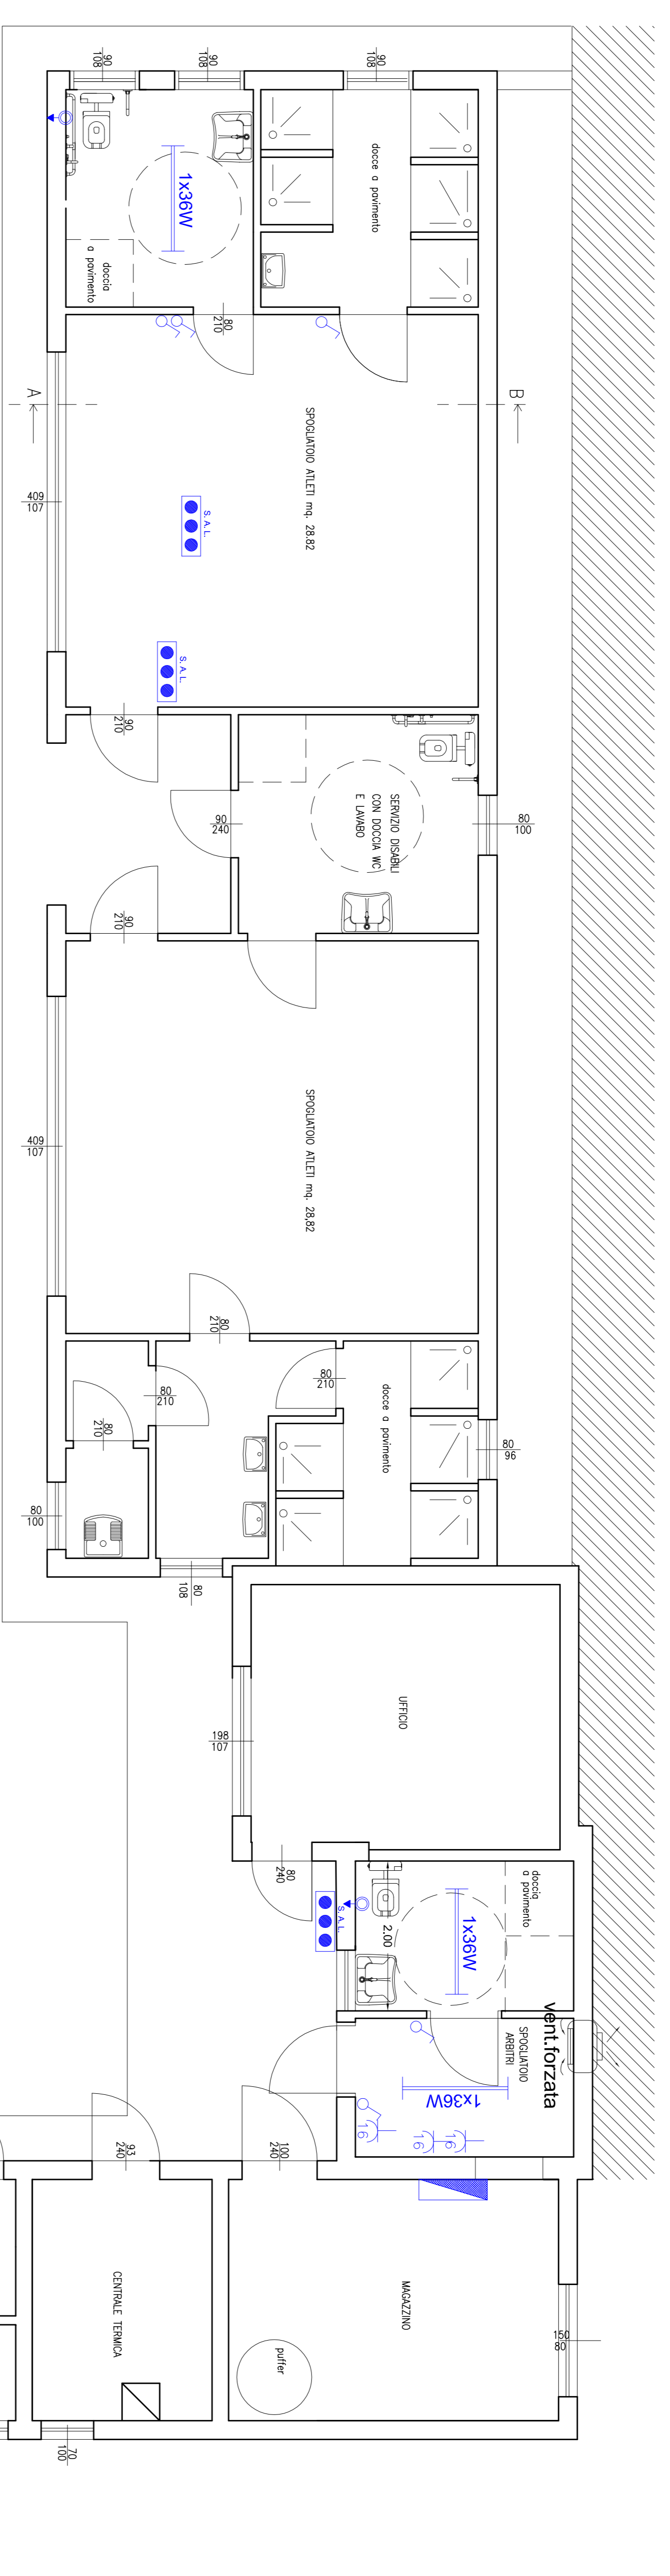 90
108
90
108
90
108
docce a pavimento
1x36W
doccia
a pavimento
80
210
A
B
SPOGLIATOIO ATLETI mq. 28.82
409
107
S. A. L.
S. A. L.
90
210
90
240
SERVIZIO DISABILI
CON DOCCIA WC
E LAVABO
80
100
90
210
SPOGLIATOIO ATLETI mq. 28,82
409
107
80
210
80
210
80
210
80
210
docce a pavimento
80
96
80
100
80
108
UFFICIO
198
107
80
240
S. A. L.
2.00
doccia
a pavimento
1x36W
vent.forzata
SPOGLIATOIO
ARBITRI
1x36W
16
16
16
93
240
100
240
CENTRALE TERMICA
MAGAZZINO
puffer
150
80
70
100